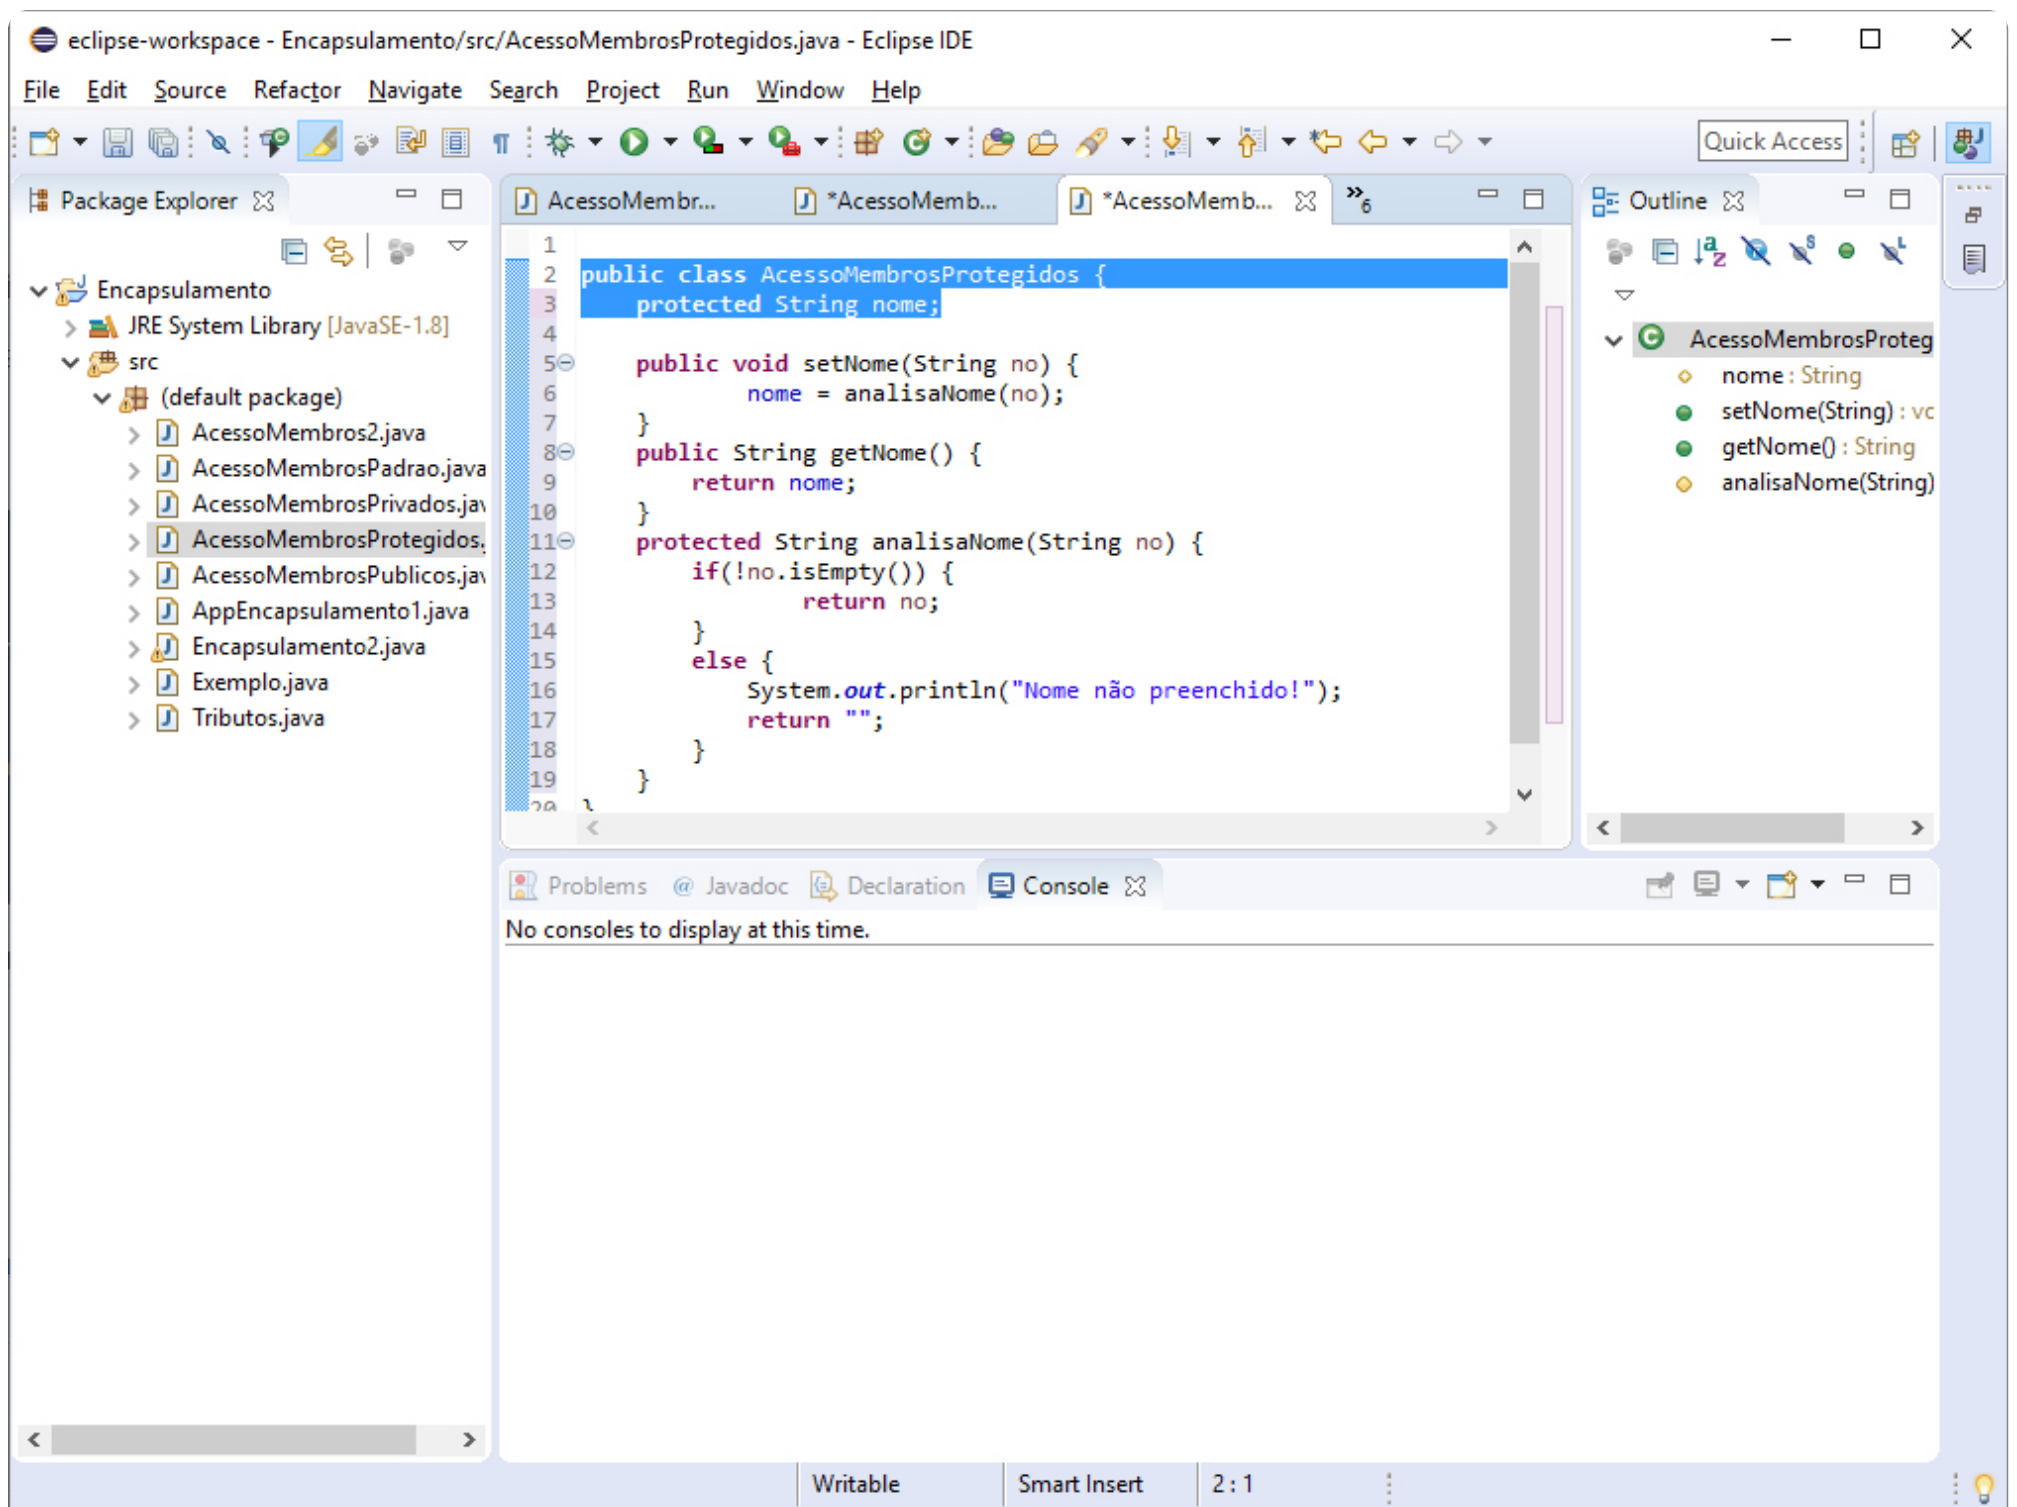 eclipse-workspace - Encapsulamento/src/AcessoMembrosProtegidos.java - Eclipse IDE
File Edit Source Refactor Navigate Search Project Run Window Help
Quick Access
Package Explorer
Encapsulamento
JRE System Library [JavaSE-1.8]
src
(default package)
AcessoMembros2.java
AcessoMembrosPadrao.java
AcessoMembrosPrivados.jav
AcessoMembrosProtegidos.
AcessoMembrosPublicos.jav
AppEncapsulamento1.java
Encapsulamento2.java
Exemplo.java
Tributos.java
AcessoMembr... *AcessoMemb... *AcessoMemb... »6
1
2 public class AcessoMembrosProtegidos {
3     protected String nome;
4
5     public void setNome(String no) {
6             nome = analisaNome(no);
7     }
8     public String getNome() {
9         return nome;
10     }
11     protected String analisaNome(String no) {
12         if(!no.isEmpty()) {
13                 return no;
14         }
15         else {
16             System.out.println("Nome não preenchido!");
17             return "";
18         }
19     }
20 }
Outline
AcessoMembrosProteg
nome : String
setNome(String) : vo
getNome() : String
analisaNome(String)
Problems @ Javadoc Declaration Console
No consoles to display at this time.
Writable Smart Insert 2 : 1